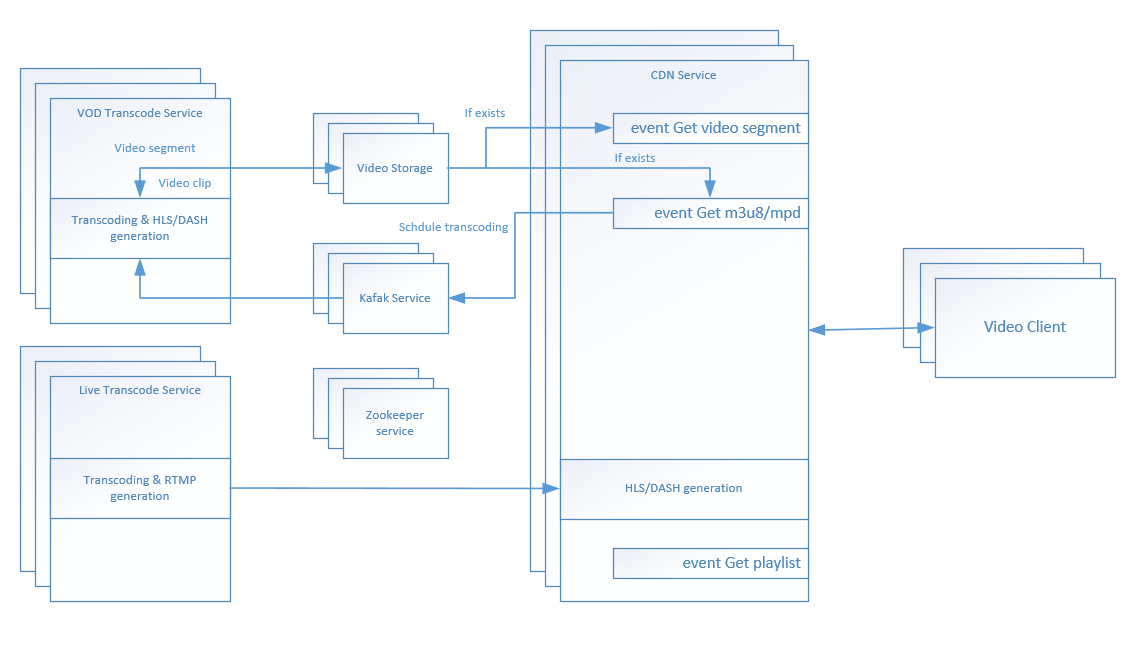 CDN Service
VOD Transcode Service
If exists
event Get video segment
Video segment
If exists
Video Storage
Video clip
Transcoding & HLS/DASH
generation
event Get m3u8/mpd
Schdule transcoding
Kafak Service
Video Client
Live Transcode Service
Zookeeper
service
Transcoding & RTMP
generation
HLS/DASH generation
event Get playlist